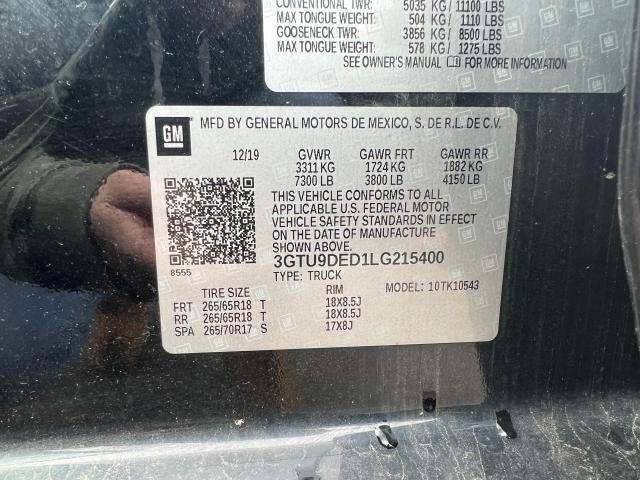 CONVENTIONAL TWR: 5035 KG/ 11100 LBS
MAX TONGUE WEIGHT: 504 KG/ 1110 LBS
GOOSENECK TWR: 3856 KG/ 8500 LBS
MAX TONGUE WEIGHT: 578 KG/ 1275 LBS
SEE OWNER'S MANUAL FOR MORE INFORMATION
GM MFD BY GENERAL MOTORS DE MEXICO, S. DE R.L. DE C.V.
12/19 GVWR GAWR FRT GAWR RR
3311 KG 1724 KG 1882 KG
7300 LB 3800 LB 4150 LB
THIS VEHICLE CONFORMS TO ALL
APPLICABLE U.S. FEDERAL MOTOR
VEHICLE SAFETY STANDARDS IN EFFECT
ON THE DATE OF MANUFACTURE
SHOWN ABOVE
3GTU9DED1LG215400
8555
TYPE: TRUCK
TIRE SIZE RIM MODEL: 10TK10543
FRT 265/65R18 T 18X8.5J
RR 265/65R18 T 18X8.5J
SPA 265/70R17 S 17X8J